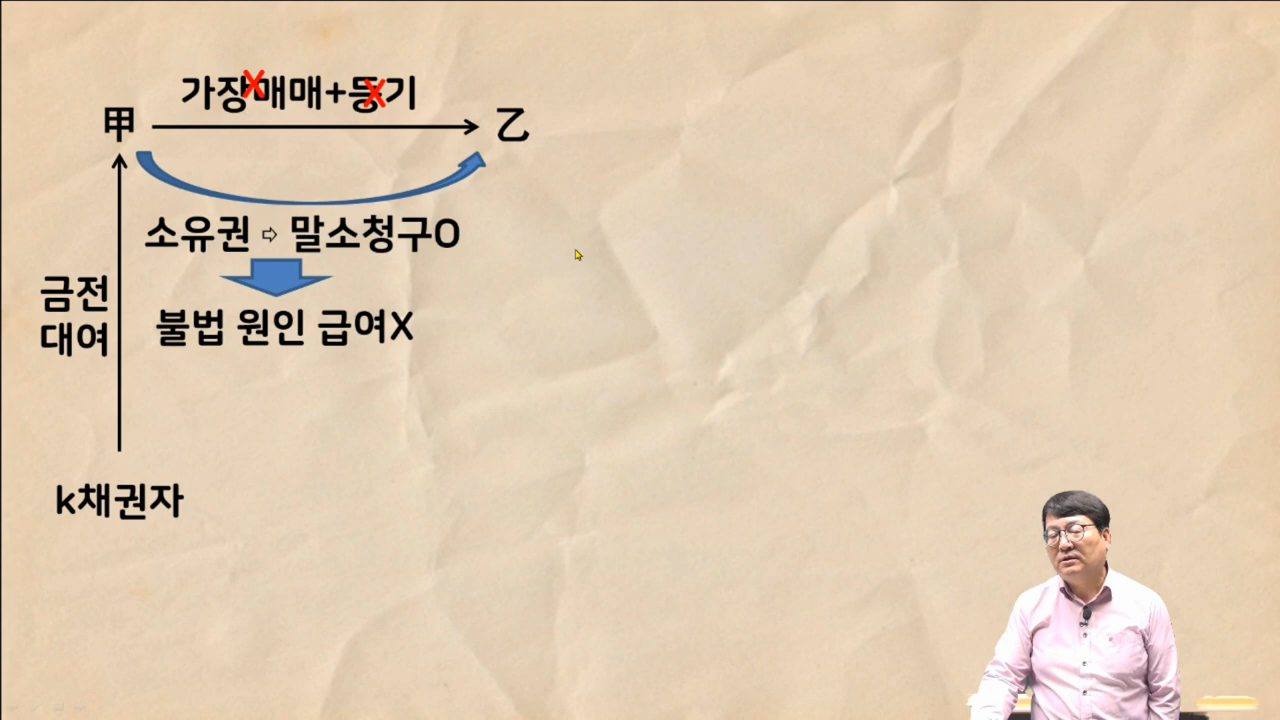 가장매매+등기
甲 乙
소유권 ⇨ 말소청구O
금전
대여
불법 원인 급여X
k채권자